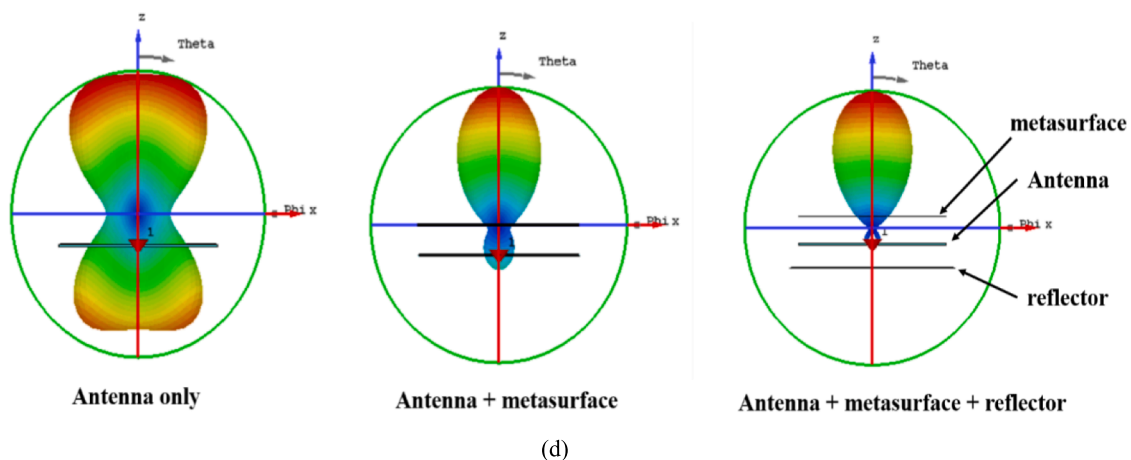 z
Theta
Phi x
1
Antenna only
z
Theta
Phi x
1
Antenna + metasurface
z
Theta
Phi x
1
metasurface
Antenna
reflector
Antenna + metasurface + reflector
(d)